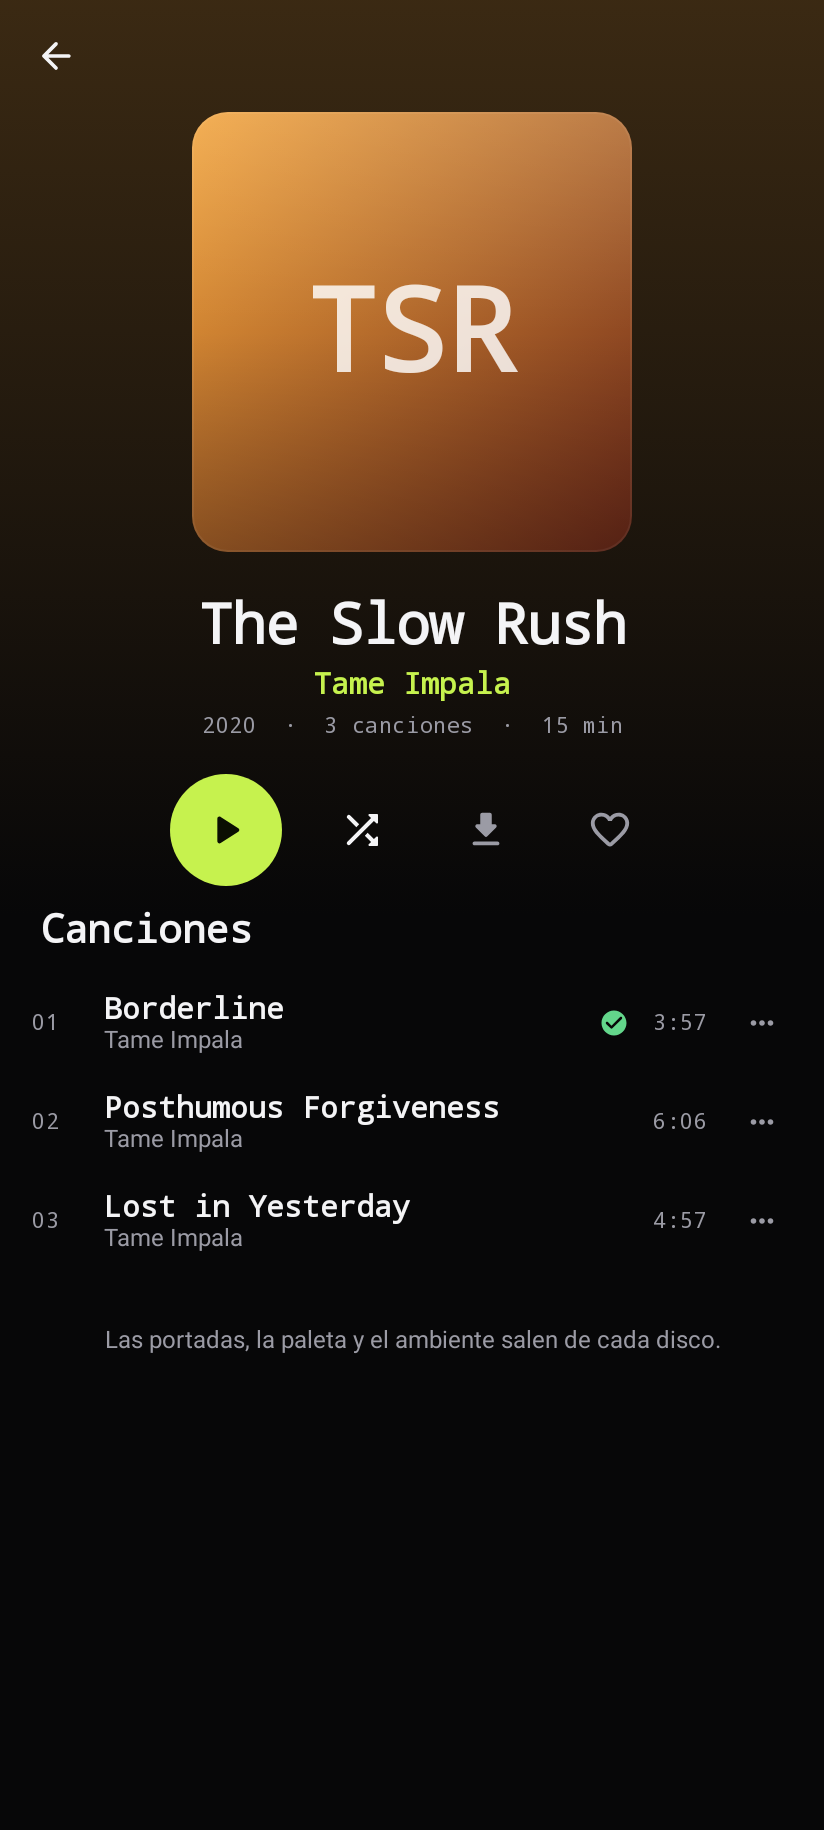 TSR
The Slow Rush
Tame Impala
2020 · 3 canciones · 15 min
Canciones
01 Borderline 3:57
Tame Impala
02 Posthumous Forgiveness 6:06
Tame Impala
03 Lost in Yesterday 4:57
Tame Impala
Las portadas, la paleta y el ambiente salen de cada disco.